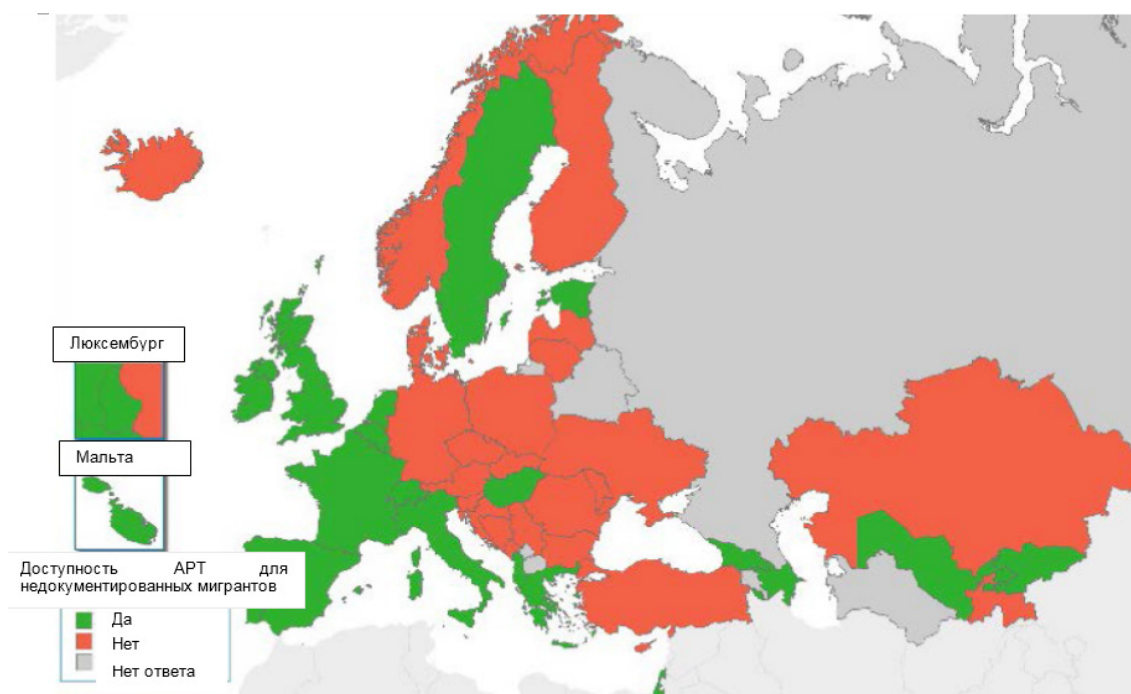 Люксембург
Мальта
Доступность АРТ для
недокументированных мигрантов
Да
Нет
Нет ответа